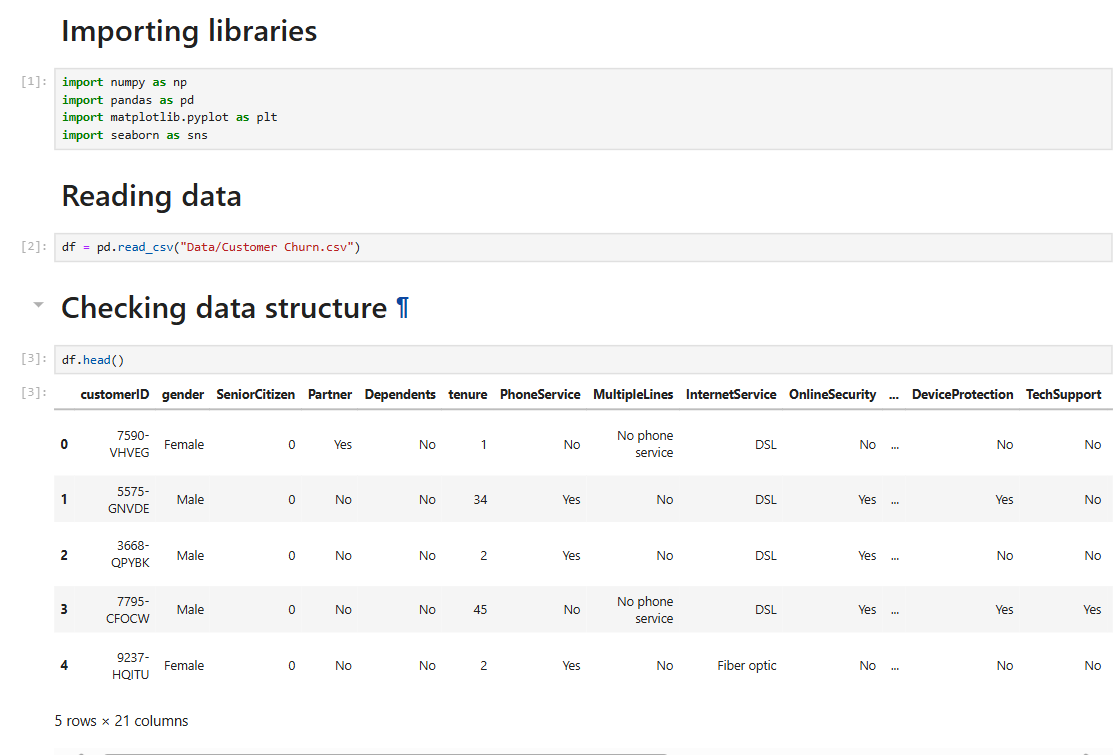 Importing libraries
[1]:
import numpy as np
import pandas as pd
import matplotlib.pyplot as plt
import seaborn as sns
Reading data
[2]:
df = pd.read_csv("Data/Customer Churn.csv")
Checking data structure ¶
[3]:
df.head()
[3]:
customerID gender SeniorCitizen Partner Dependents tenure PhoneService MultipleLines InternetService OnlineSecurity ... DeviceProtection TechSupport
0 7590-VHVEG Female 0 Yes No 1 No No phone service DSL No ... No No
1 5575-GNVDE Male 0 No No 34 Yes No DSL Yes ... Yes No
2 3668-QPYBK Male 0 No No 2 Yes No DSL Yes ... No No
3 7795-CFOCW Male 0 No No 45 No No phone service DSL Yes ... Yes Yes
4 9237-HQITU Female 0 No No 2 Yes No Fiber optic No ... No No
5 rows × 21 columns